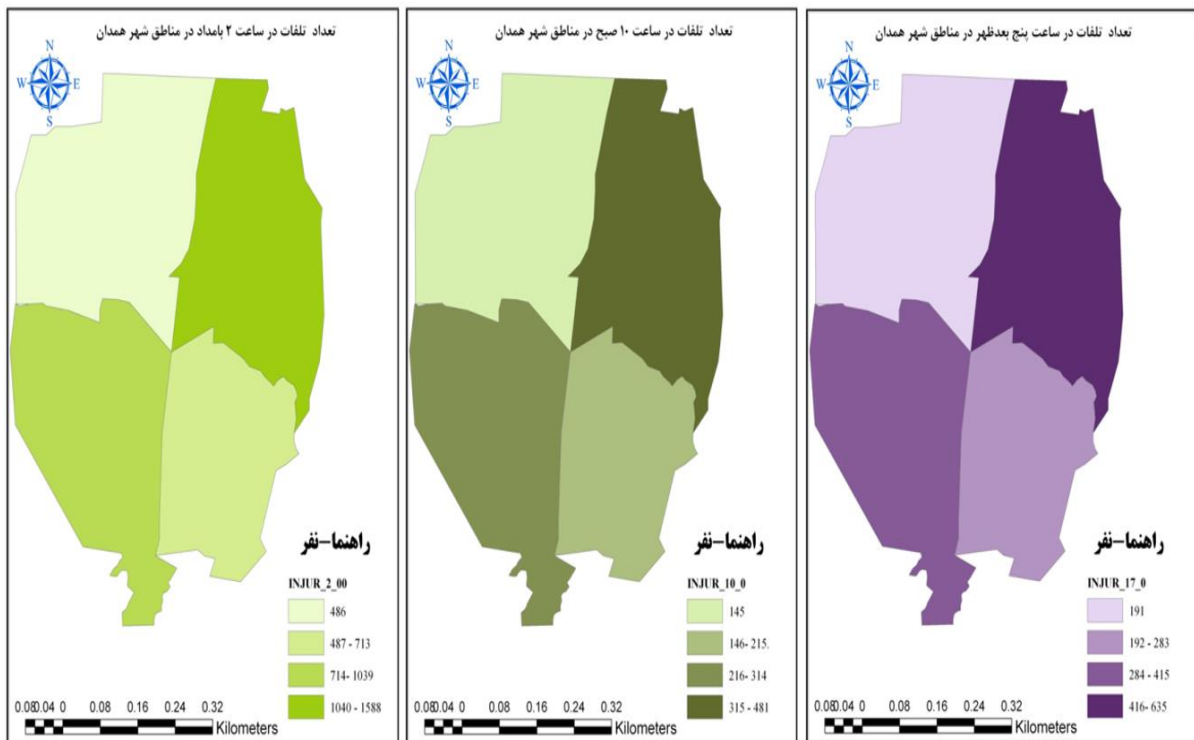 تعداد تلفات در ساعت ۲ بامداد در مناطق شهر همدان
N
W E
S
راهنما-نفر
INJUR_2_00
486
487 - 713
714- 1039
1040 - 1588
0.08 0.04 0 0.08 0.16 0.24 0.32
Kilometers
تعداد تلفات در ساعت ۱۰ صبح در مناطق شهر همدان
N
W E
S
راهنما-نفر
INJUR_10_0
145
146- 215.
216 - 314
315 - 481
0.08 0.04 0 0.08 0.16 0.24 0.32
Kilometers
تعداد تلفات در ساعت پنج بعدظهر در مناطق شهر همدان
N
W E
S
راهنما-نفر
INJUR_17_0
191
192 - 283
284 - 415
416- 635
0.08 0.04 0 0.08 0.16 0.24 0.32
Kilometers